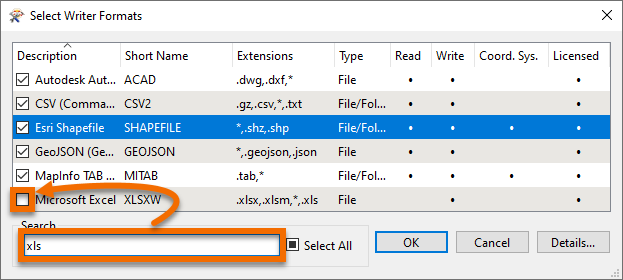 Select Writer Formats
Description Short Name Extensions Type Read Write Coord. Sys. Licensed
Autodesk Aut... ACAD .dwg,.dxf,* File • • •
CSV (Comma... CSV2 .gz,.csv,*,.txt File/Fol... • • •
Esri Shapefile SHAPEFILE *,.shz,.shp File/Fol... • • • •
GeoJSON (Ge... GEOJSON *,.geojson,.json File • • •
MapInfo TAB ... MITAB .tab,* File/Fol... • • • •
Microsoft Excel XLSXW .xlsx,.xlsm,*,.xls File • •
Search
xls Select All OK Cancel Details...